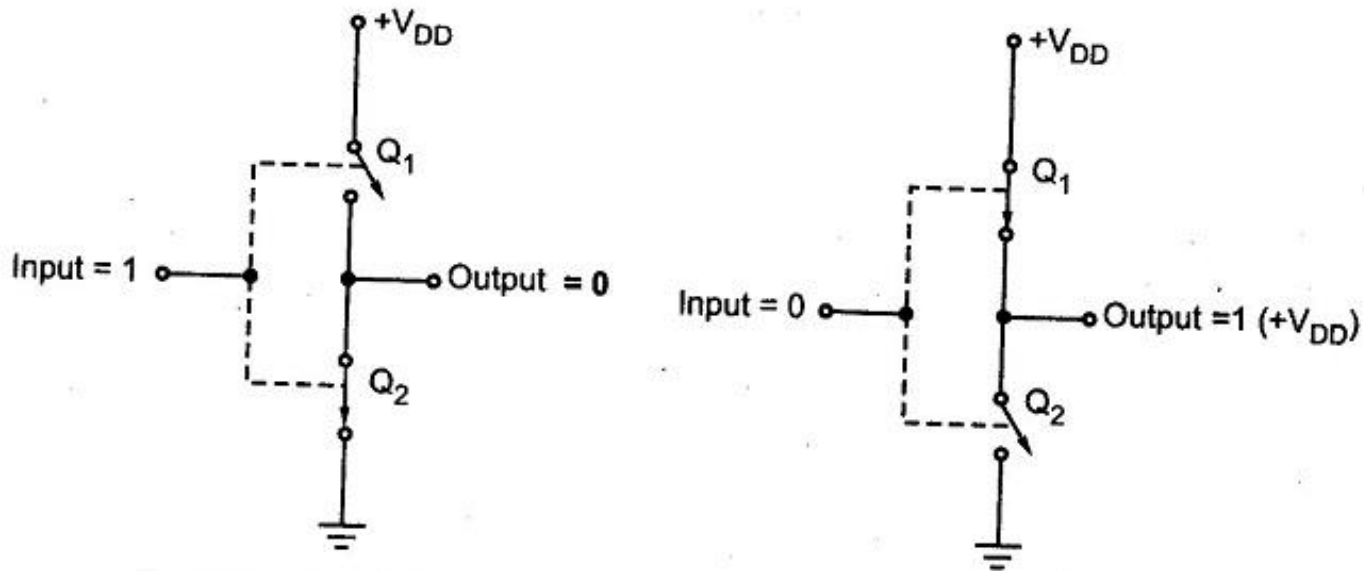 +VDD
Q1
Input = 1
Output = 0
Q2
+VDD
Q1
Input = 0
Output =1 (+VDD)
Q2